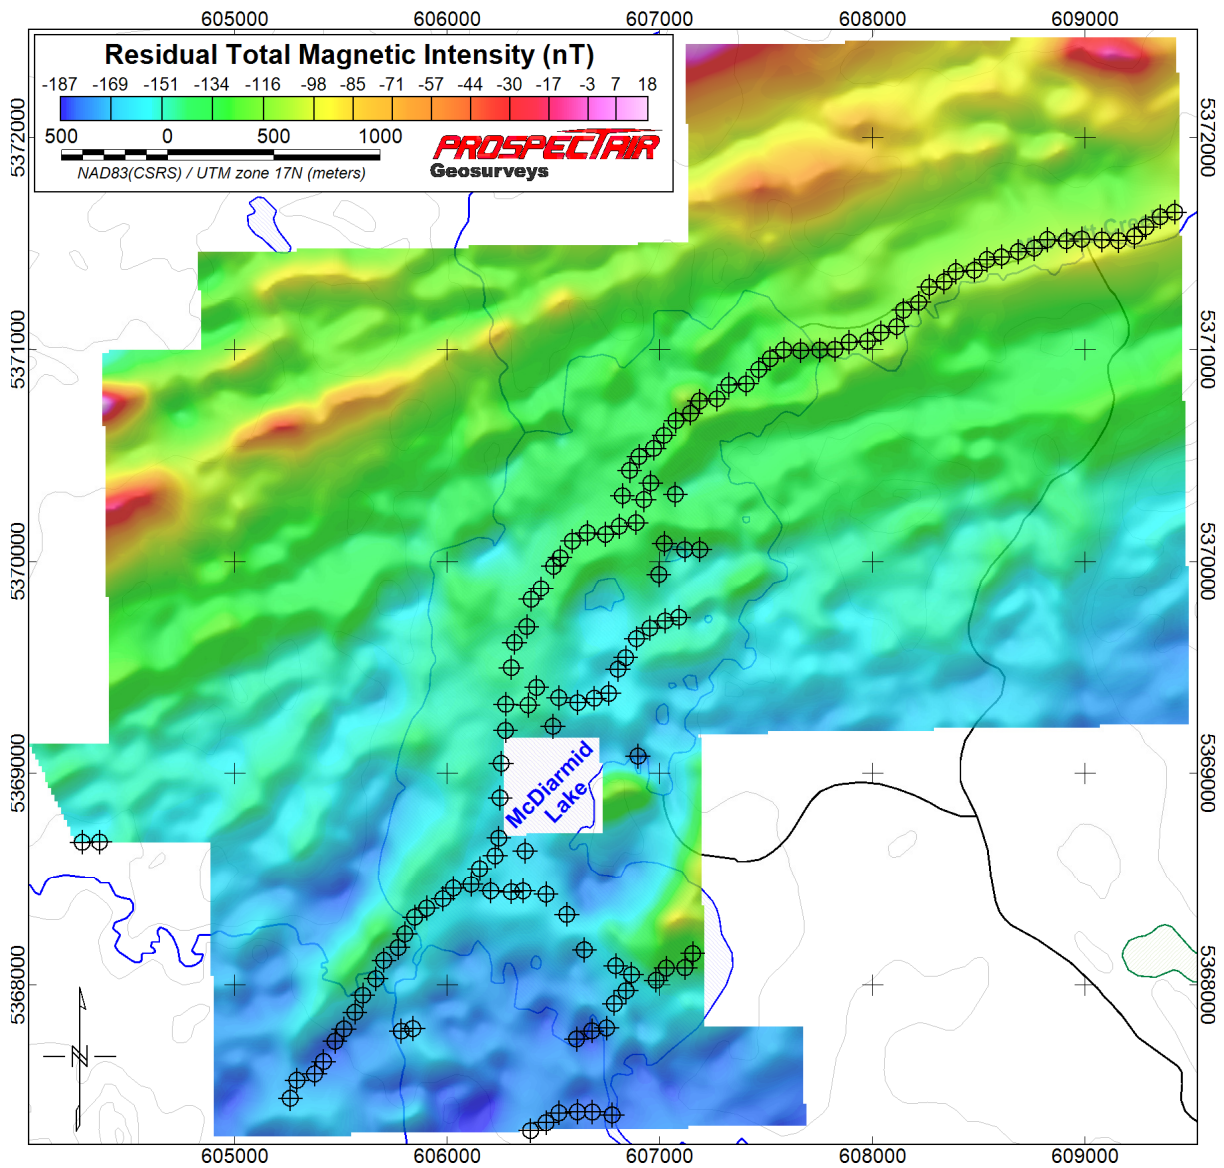 605000 606000 607000 608000 609000
Residual Total Magnetic Intensity (nT)
-187 -169 -151 -134 -116 -98 -85 -71 -57 -44 -30 -17 -3 7 18
500 0 500 1000
NAD83(CSRS) / UTM zone 17N (meters)
PROSPECTAIR
Geosurveys
5372000 5372000
5371000 5371000
5370000 5370000
5369000 5369000
McDiarmid
Lake
5368000 5368000
N
605000 606000 607000 608000 609000